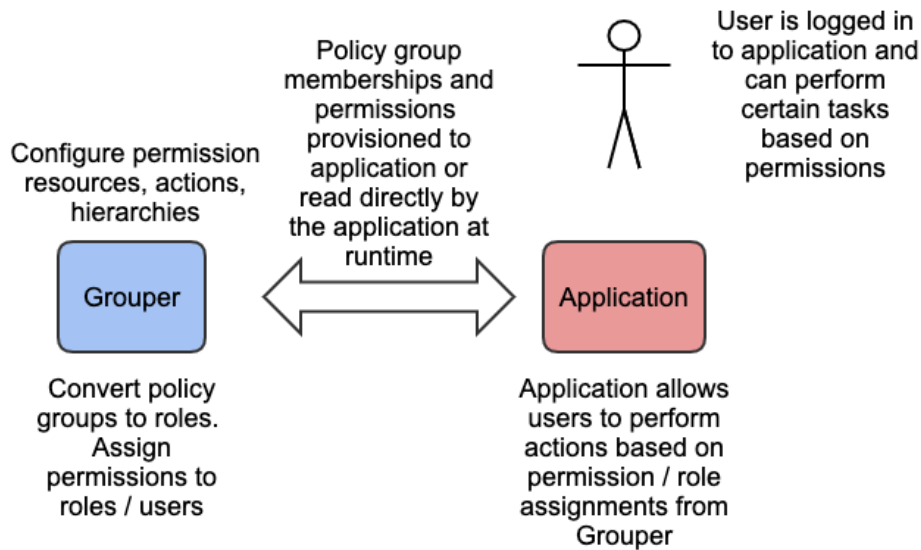 Configure permission
resources, actions,
hierarchies
Grouper
Convert policy
groups to roles.
Assign
permissions to
roles / users
Policy group
memberships and
permissions
provisioned to
application or
read directly by
the application at
runtime
User is logged in
to application and
can perform
certain tasks
based on
permissions
Application
Application allows
users to perform
actions based on
permission / role
assignments from
Grouper